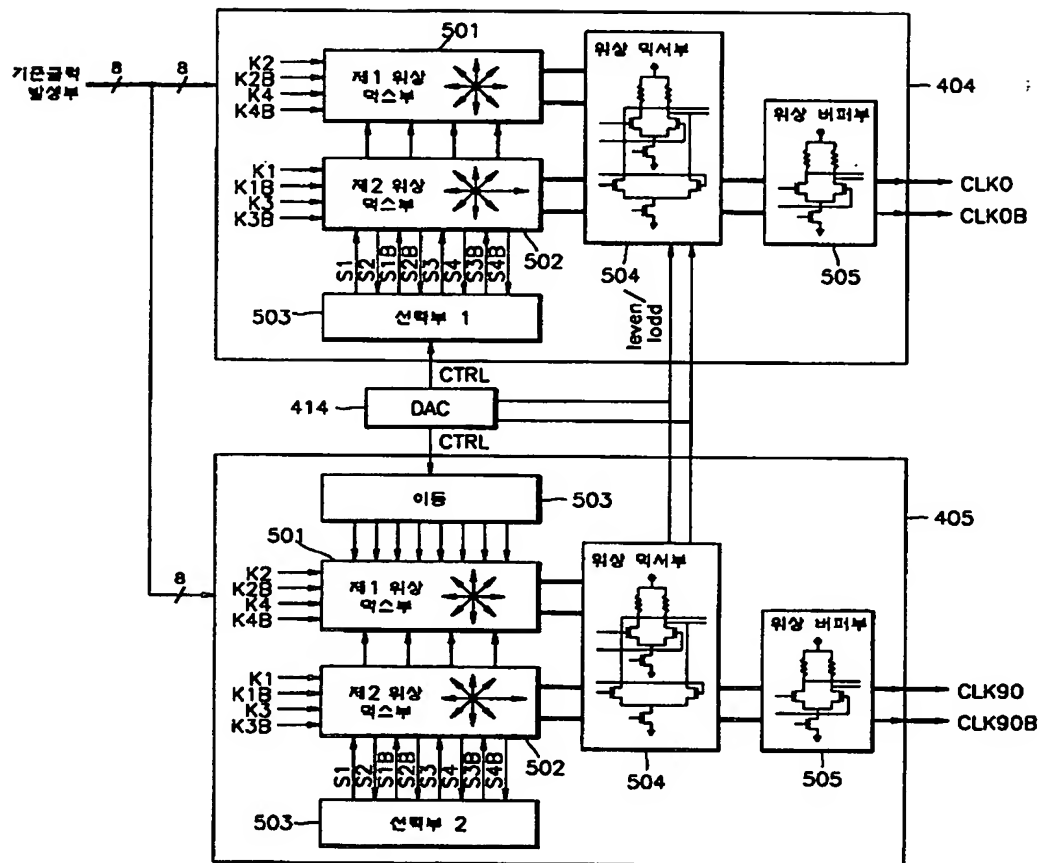 501
K2
K2B
K4
K4B
제1 위상
믹스부
위상 믹서부
기준클럭
발생부
8
8
404
위상 버퍼부
K1
K1B
K3
K3B
제2 위상
믹스부
CLK0
CLK0B
S1
S2
S1B
S2B
S3
S4
S3B
S4B
502
504
505
503
선택부 1
Ieven/
Iodd
CTRL
414
DAC
CTRL
이동
503
405
501
8
K2
K2B
K4
K4B
제1 위상
믹스부
위상 믹서부
위상 버퍼부
K1
K1B
K3
K3B
제2 위상
믹스부
CLK90
CLK90B
S1
S2
S1B
S2B
S3
S4
S3B
S4B
502
504
505
503
선택부 2